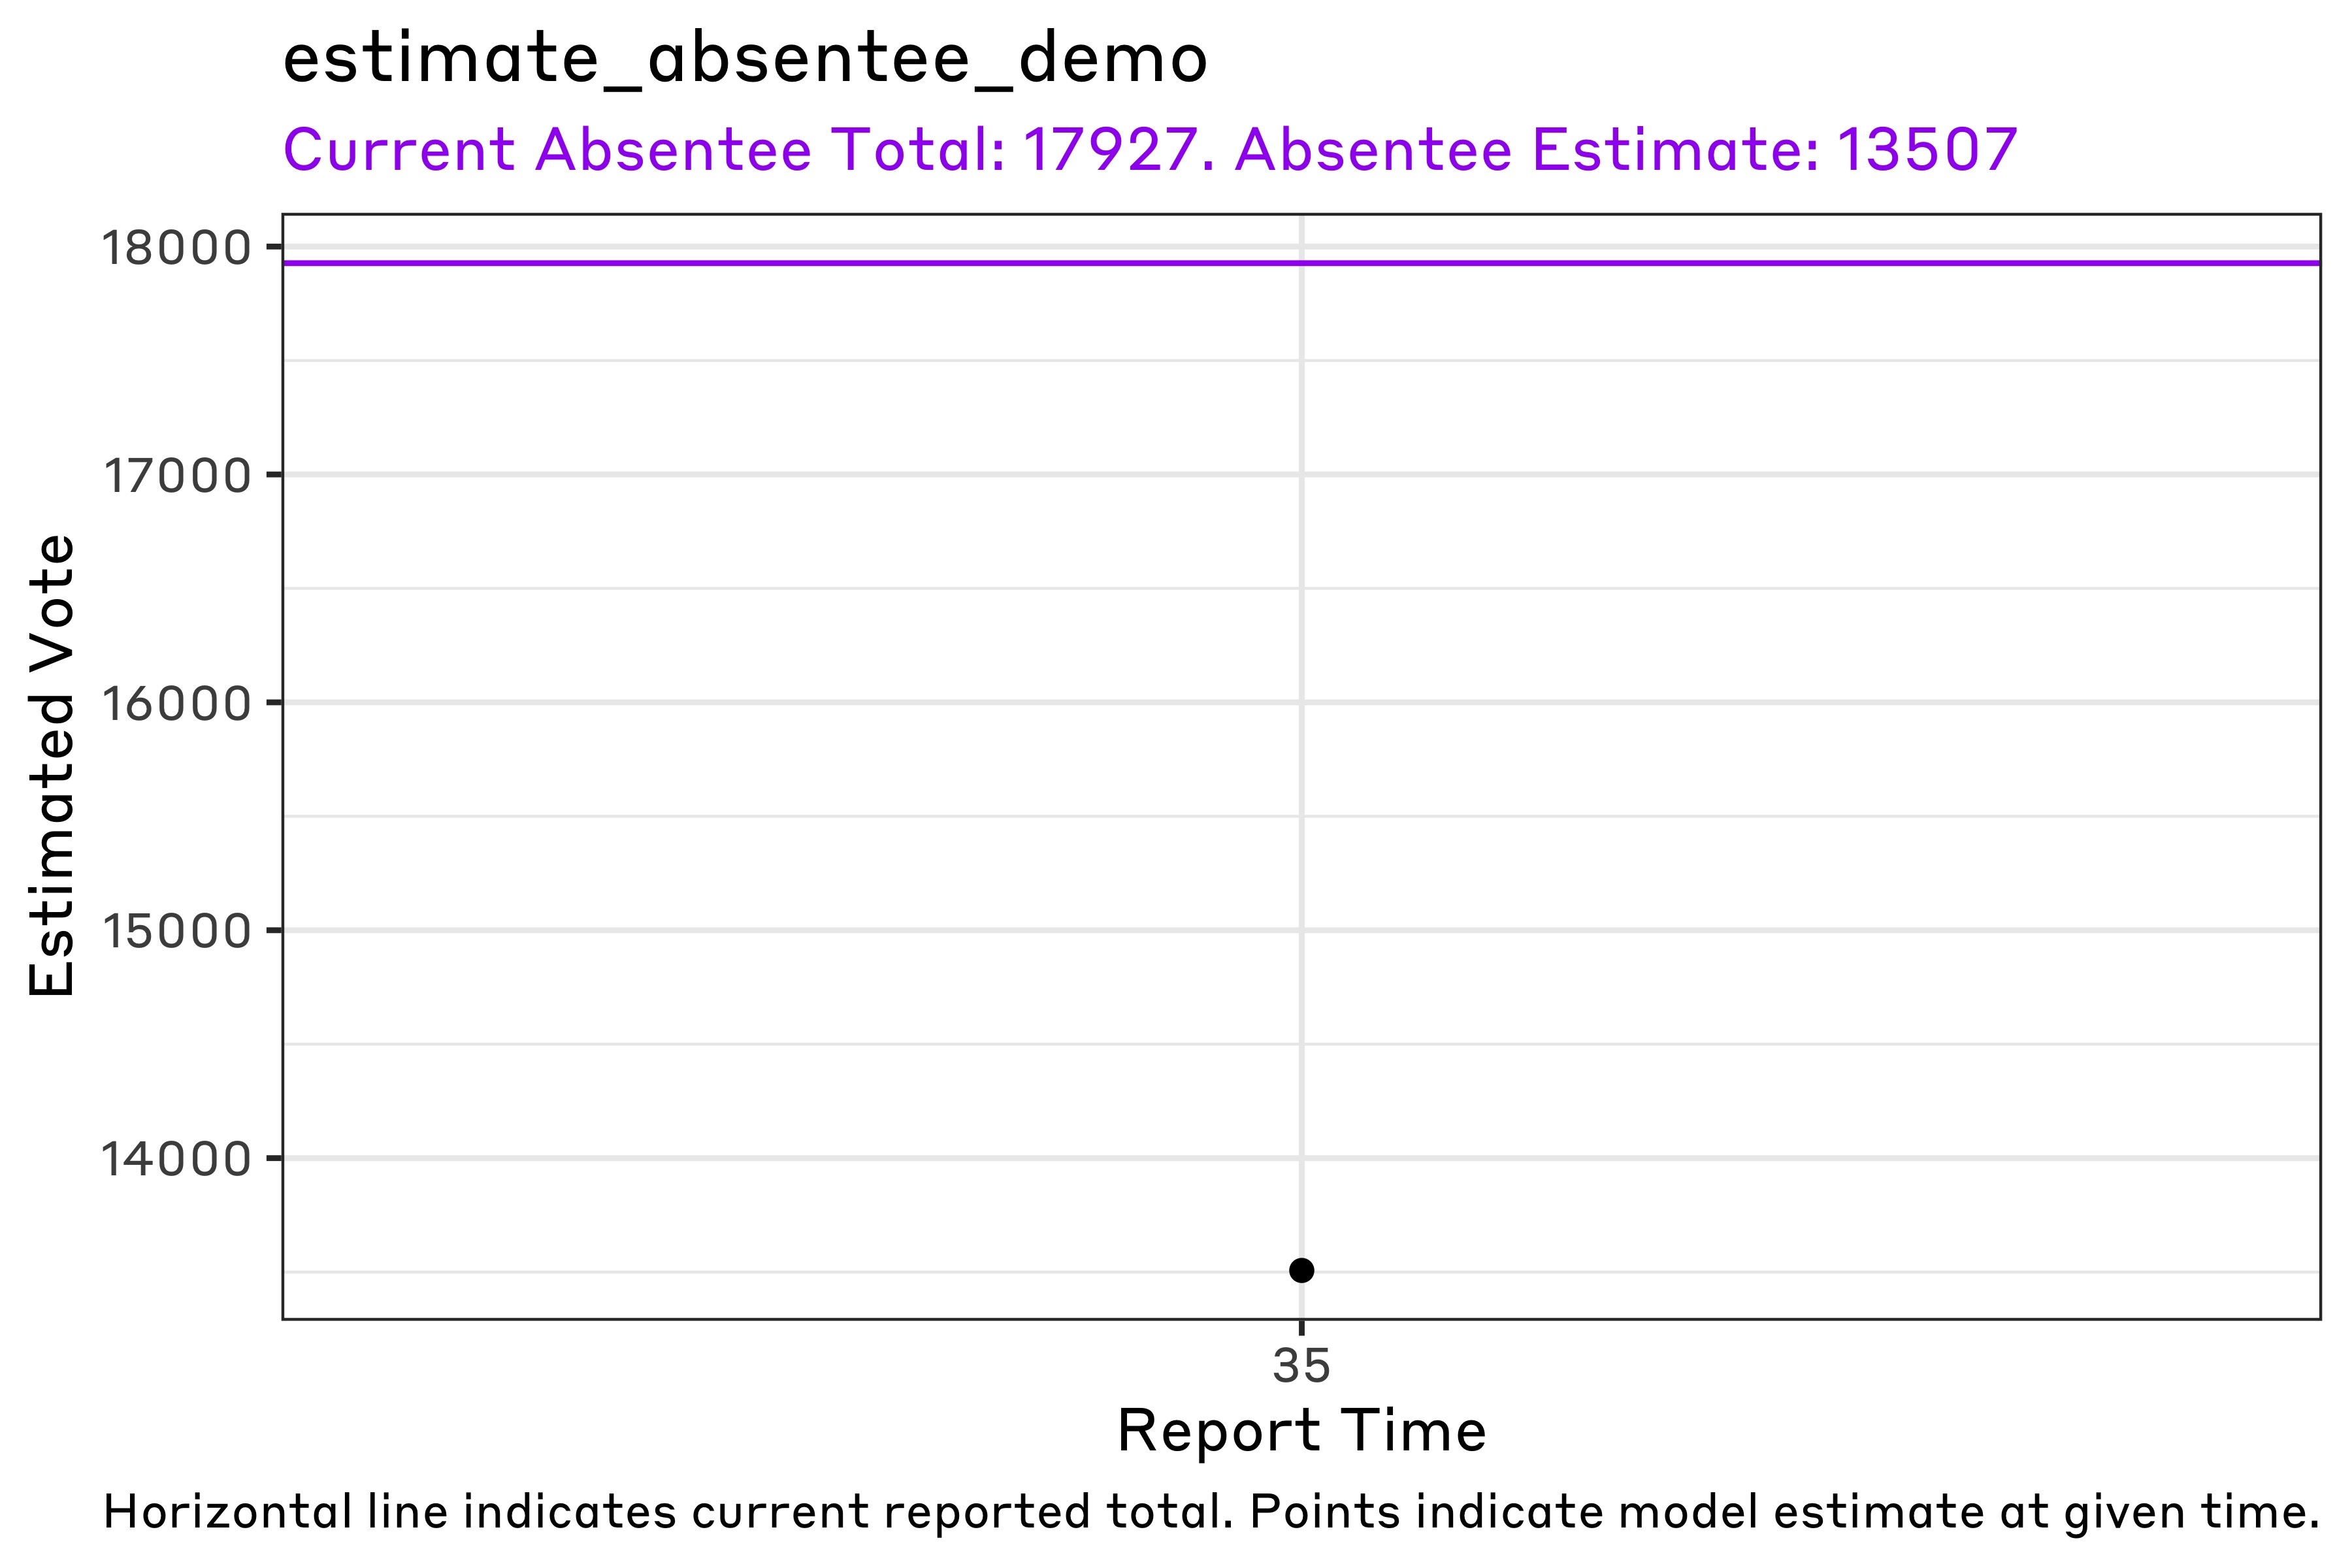 estimate_absentee_demo
Current Absentee Total: 17927. Absentee Estimate: 13507
18000
17000
16000
15000
14000
Estimated Vote
35
Report Time
Horizontal line indicates current reported total. Points indicate model estimate at given time.